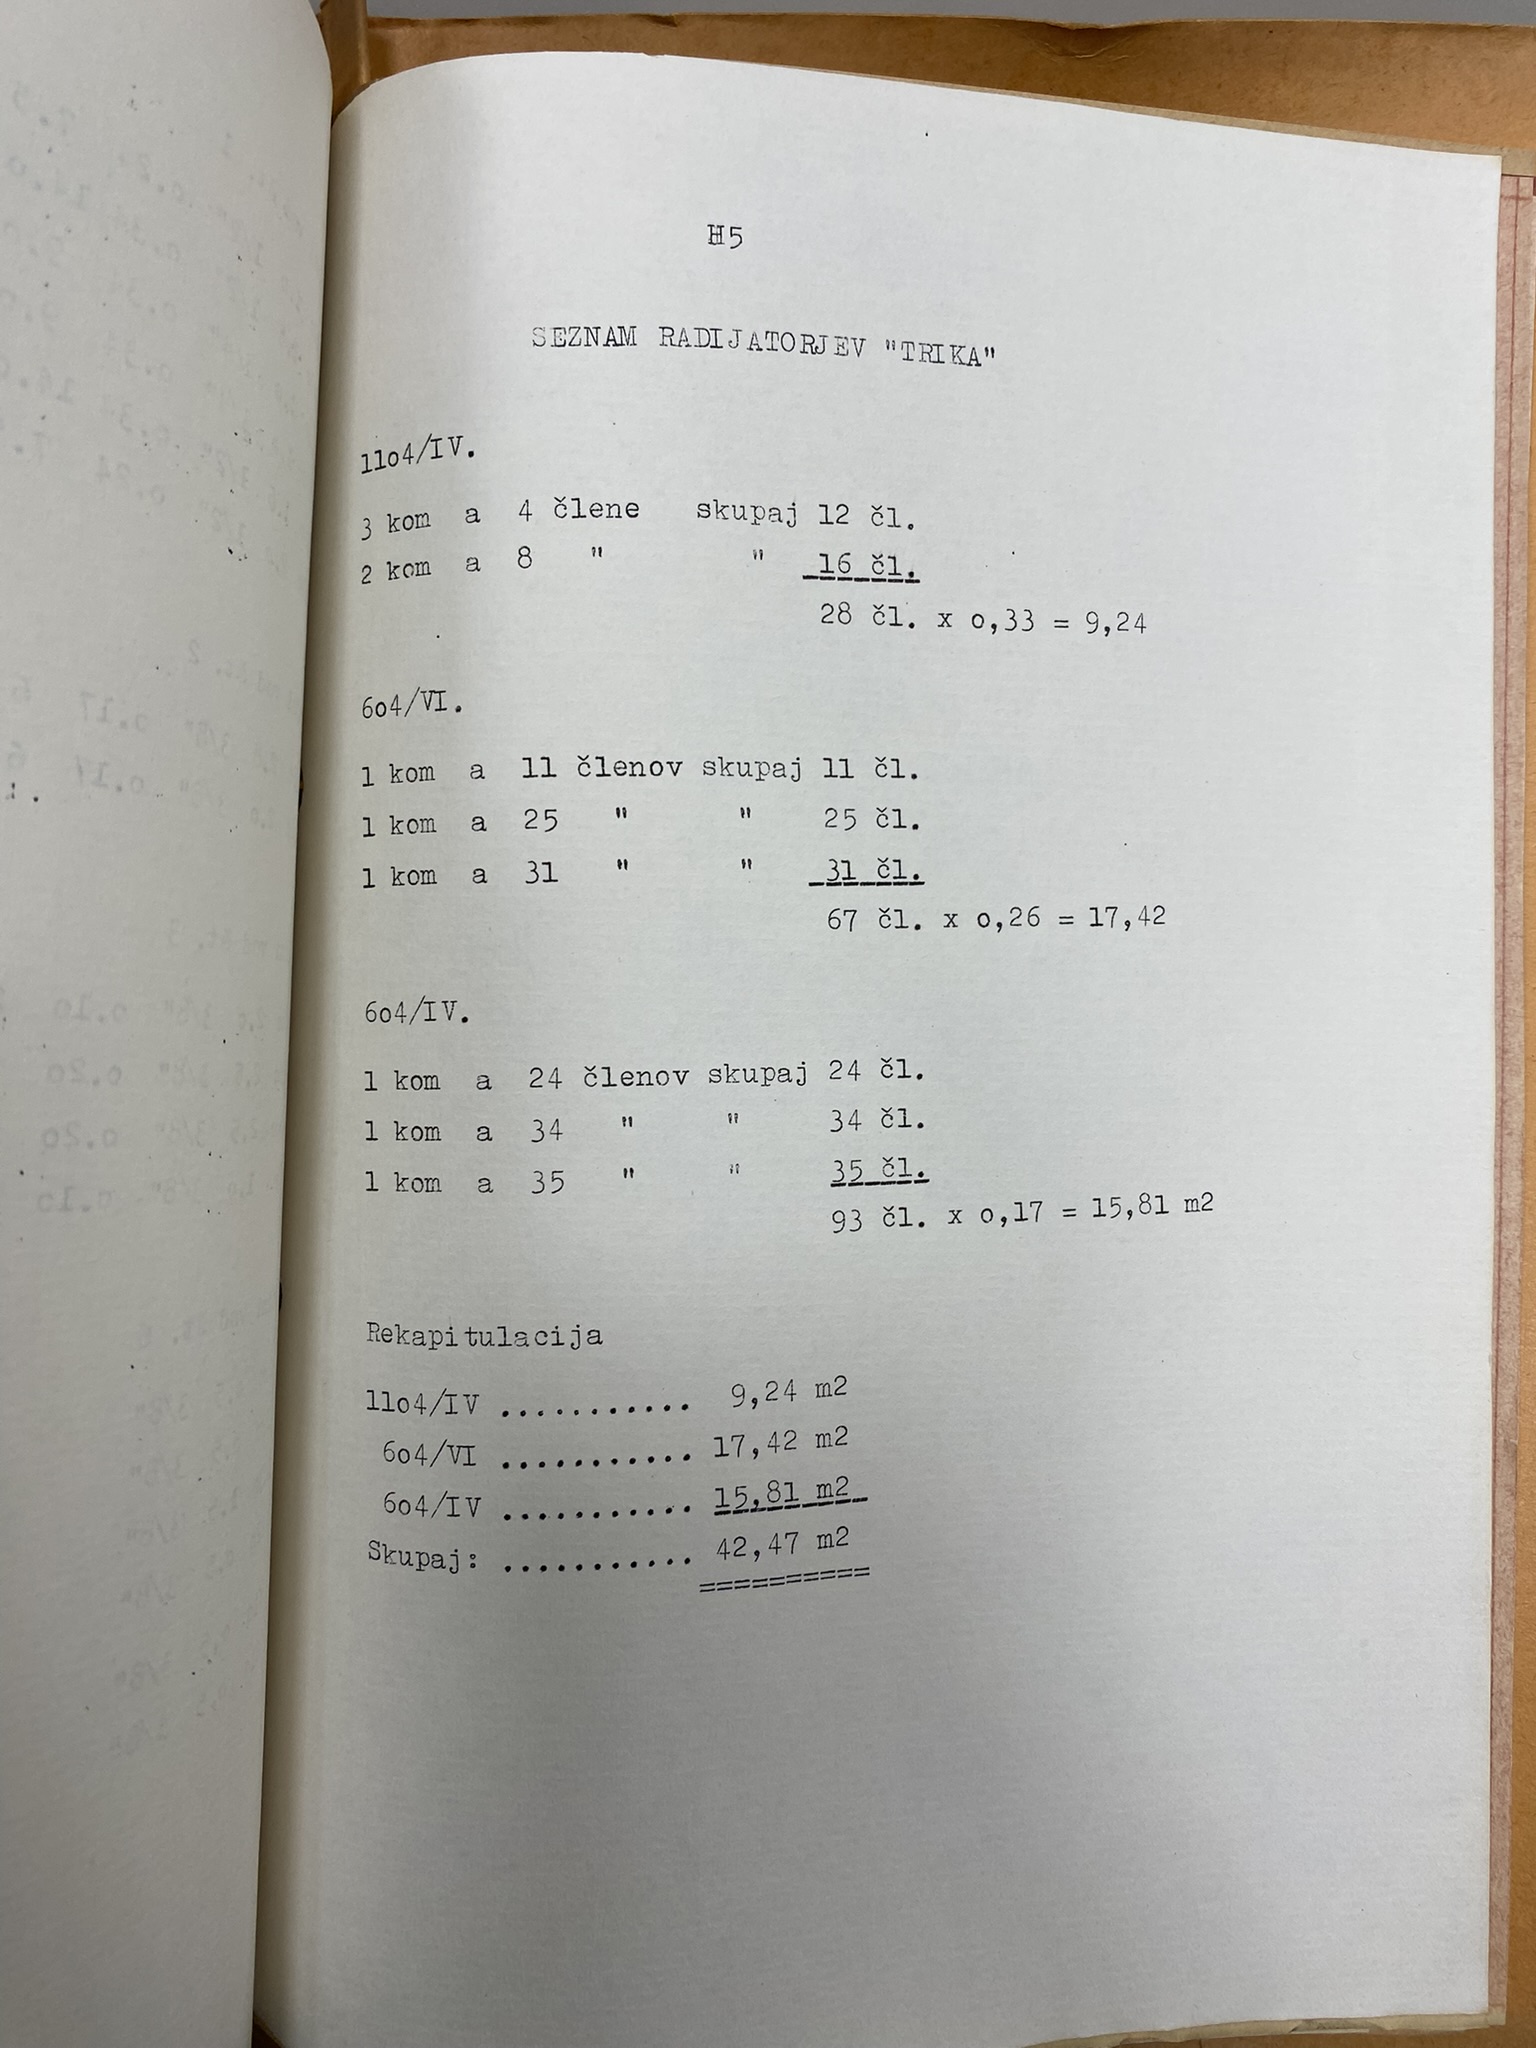 H5
SEZNAM RADIJATORJEV "TRIKA"
11o4/IV.
3 kom a 4 člene skupaj 12 čl.
2 kom a 8 " " 16 čl.
28 čl. x o,33 = 9,24
6o4/VI.
1 kom a 11 členov skupaj 11 čl.
1 kom a 25 " " 25 čl.
1 kom a 31 " " 31 čl.
67 čl. x o,26 = 17,42
6o4/IV.
1 kom a 24 členov skupaj 24 čl.
1 kom a 34 " " 34 čl.
1 kom a 35 " " 35 čl.
93 čl. x o,17 = 15,81 m2
Rekapitulacija
11o4/IV ........... 9,24 m2
6o4/VI ........... 17,42 m2
6o4/IV ........... 15,81 m2
Skupaj: ........... 42,47 m2
==========